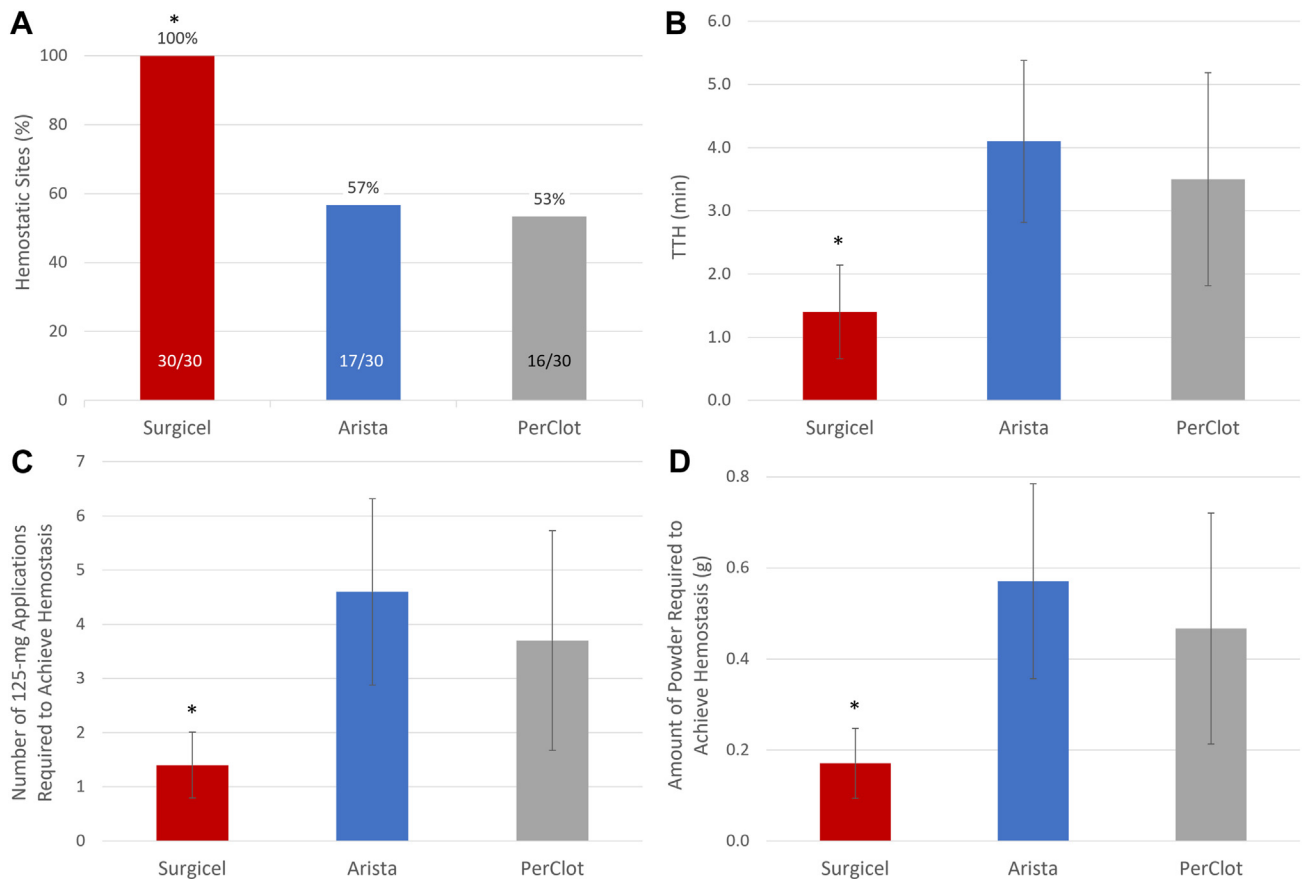 A
*
100%
100
80
60
40
20
0
Hemostatic Sites (%)
57%
53%
30/30
17/30
16/30
Surgicel
Arista
PerClot
B
6.0
5.0
4.0
3.0
2.0
1.0
0.0
TTH (min)
*
Surgicel
Arista
PerClot
C
7
6
5
4
3
2
1
0
Number of 125-mg Applications
Required to Achieve Hemostasis
*
Surgicel
Arista
PerClot
D
0.8
0.6
0.4
0.2
0.0
Amount of Powder Required to
Achieve Hemostasis (g)
*
Surgicel
Arista
PerClot